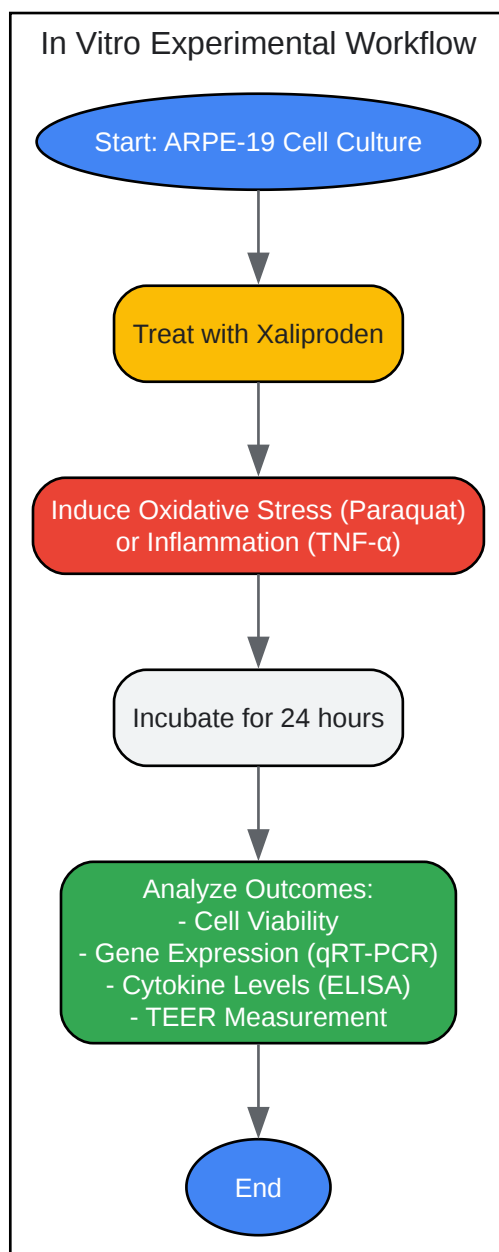 In Vitro Experimental Workflow
Start: ARPE-19 Cell Culture
Treat with Xaliproden
Induce Oxidative Stress (Paraquat)
or Inflammation (TNF-α)
Incubate for 24 hours
Analyze Outcomes:
- Cell Viability
- Gene Expression (qRT-PCR)
- Cytokine Levels (ELISA)
- TEER Measurement
End